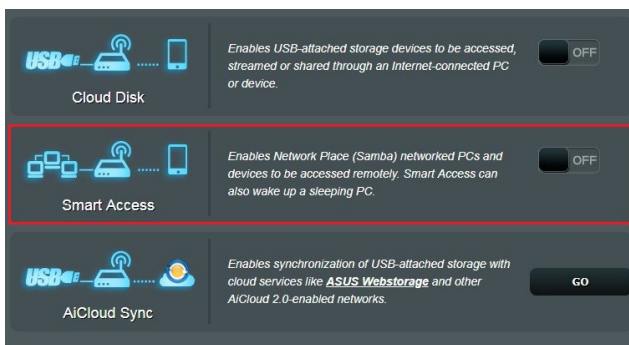 USB
Cloud Disk
Enables USB-attached storage devices to be accessed,
streamed or shared through an Internet-connected PC
or device.
OFF
Smart Access
Enables Network Place (Samba) networked PCs and
devices to be accessed remotely. Smart Access can
also wake up a sleeping PC.
OFF
USB
AiCloud Sync
Enables synchronization of USB-attached storage with
cloud services like ASUS Webstorage and other
AiCloud 2.0-enabled networks.
GO